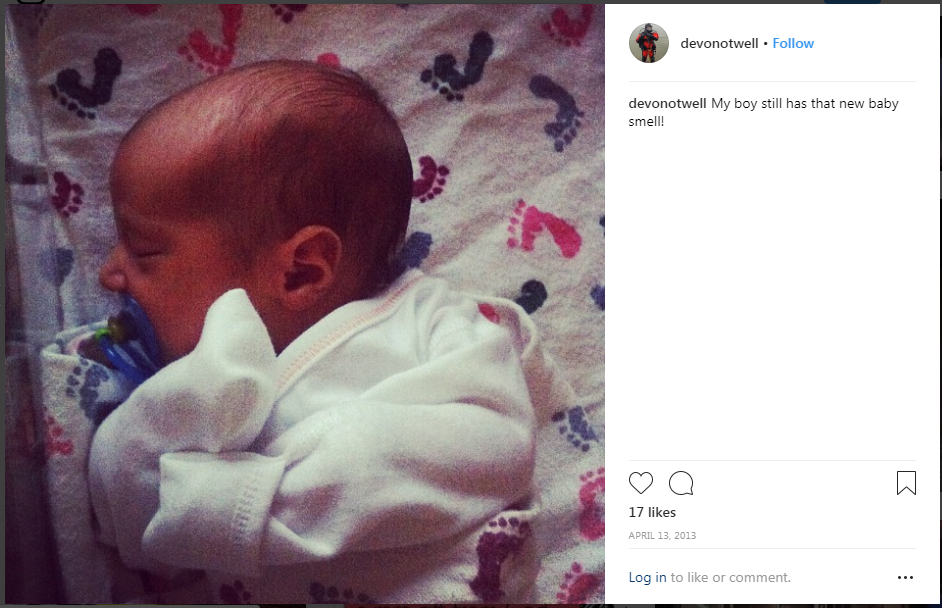 devonotwell • Follow
devonotwell My boy still has that new baby
smell!
17 likes
APRIL 13, 2013
Log in to like or comment.